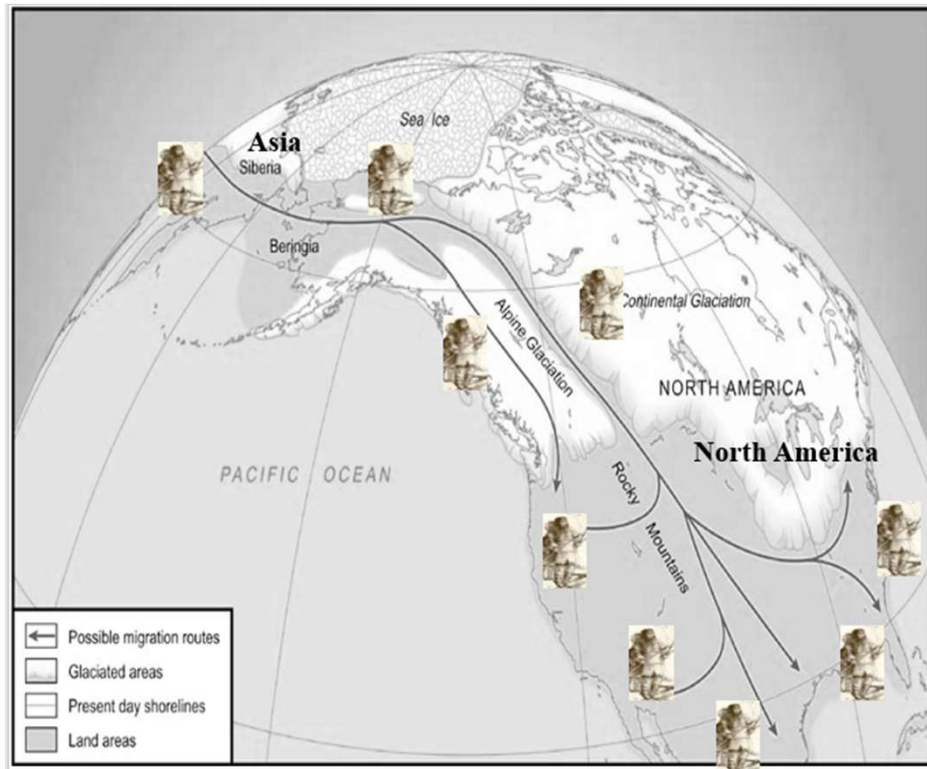 Sea Ice
Asia
Siberia
Beringia
Continental Glaciation
Alpine Glaciation
NORTH AMERICA
North America
PACIFIC OCEAN
Rocky
Mountains
Possible migration routes
Glaciated areas
Present day shorelines
Land areas